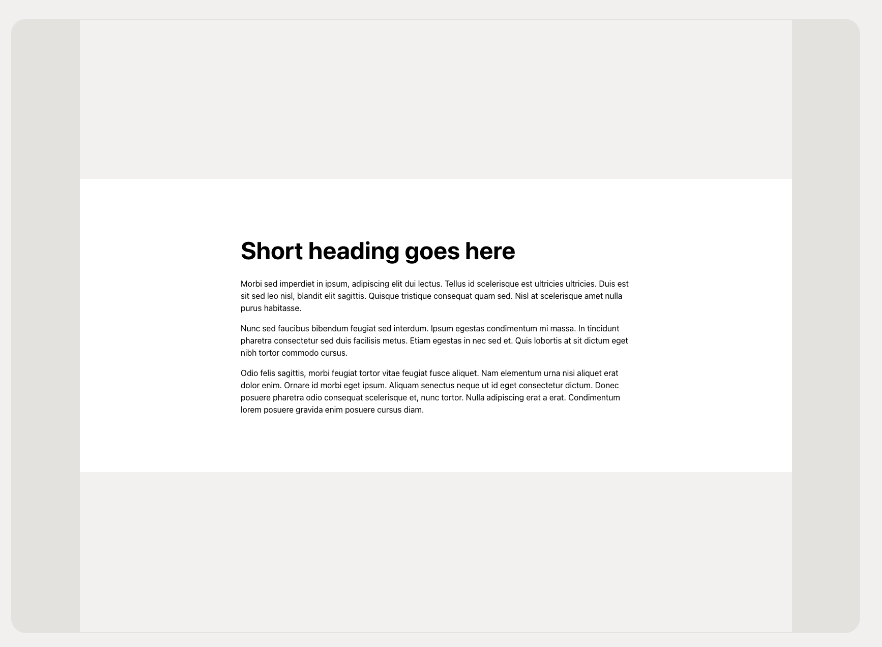 Short heading goes here
Morbi sed imperdiet in ipsum, adipiscing elit dui lectus. Tellus id scelerisque est ultricies ultricies. Duis est
sit sed leo nisl, blandit elit sagittis. Quisque tristique consequat quam sed. Nisl at scelerisque amet nulla
purus habitasse.
Nunc sed faucibus bibendum feugiat sed interdum. Ipsum egestas condimentum mi massa. In tincidunt
pharetra consectetur sed duis facilisis metus. Etiam egestas in nec sed et. Quis lobortis at sit dictum eget
nibh tortor commodo cursus.
Odio felis sagittis, morbi feugiat tortor vitae feugiat fusce aliquet. Nam elementum urna nisi aliquet erat
dolor enim. Ornare id morbi eget ipsum. Aliquam senectus neque ut id eget consectetur dictum. Donec
posuere pharetra odio consequat scelerisque et, nunc tortor. Nulla adipiscing erat a erat. Condimentum
lorem posuere gravida enim posuere cursus diam.